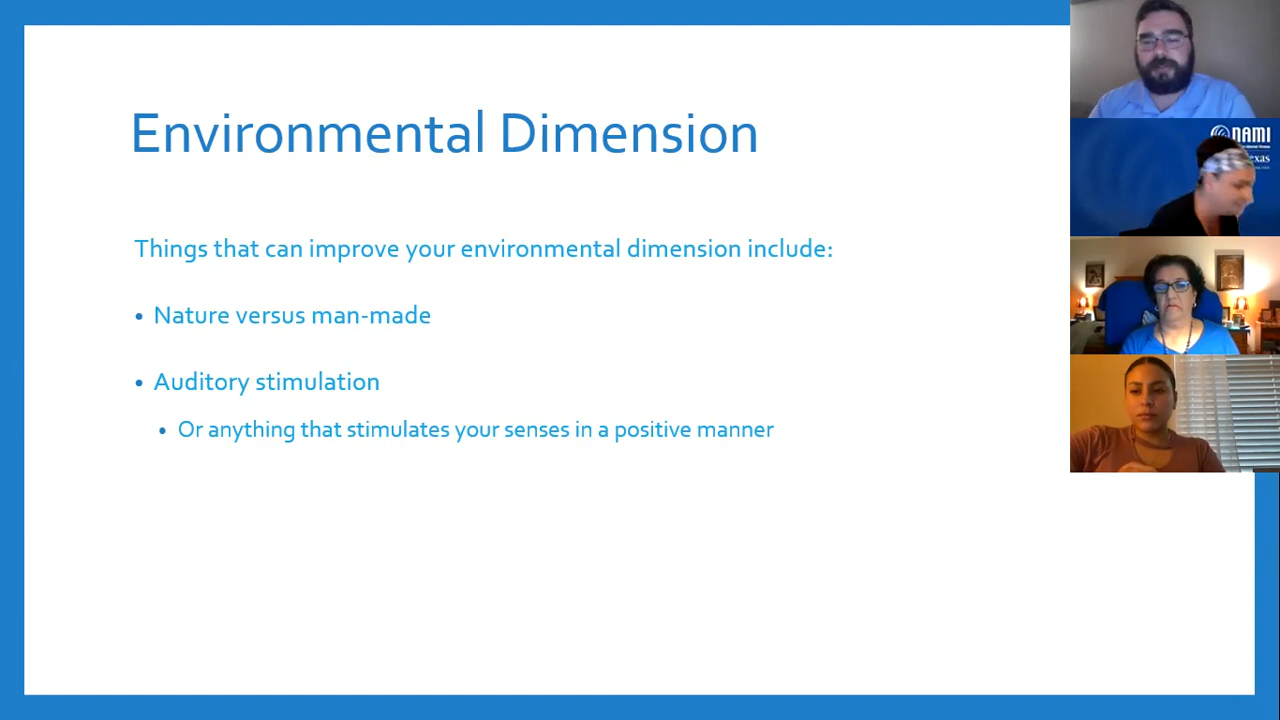 Environmental Dimension
Things that can improve your environmental dimension include:
• Nature versus man-made
• Auditory stimulation
• Or anything that stimulates your senses in a positive manner
NAMI
exas